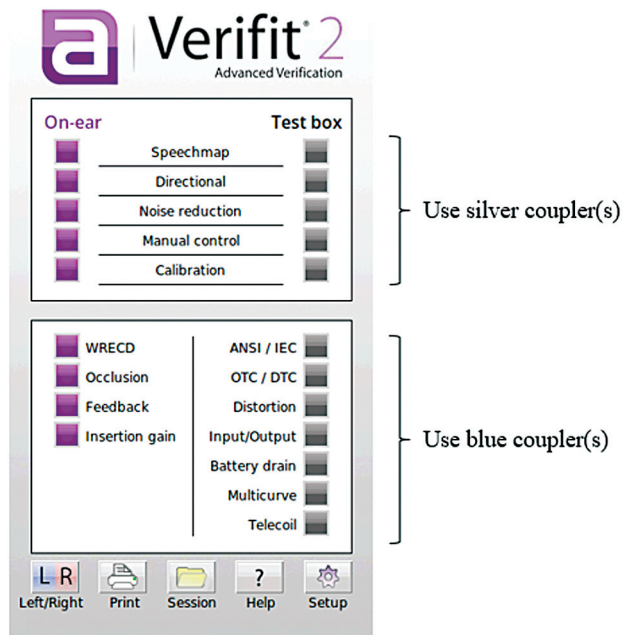 a Verifit® 2
Advanced Verification
On-ear Test box
Speechmap
Directional
Noise reduction
Manual control
Calibration
Use silver coupler(s)
WRECD ANSI / IEC
Occlusion OTC / DTC
Feedback Distortion
Insertion gain Input/Output
Battery drain
Multicurve
Telecoil
Use blue coupler(s)
L R ?
Left/Right Print Session Help Setup